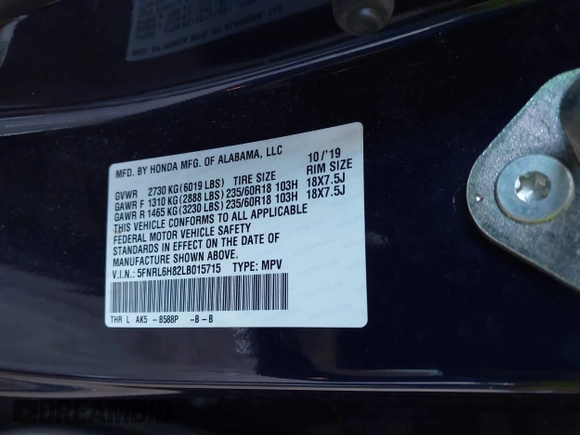 MFD. BY HONDA MFG. OF ALABAMA, LLC 10/'19
GVWR 2730 KG(6019 LBS) TIRE SIZE RIM SIZE
GAWR F 1310 KG(2888 LBS) 235/60R18 103H 18X7.5J
GAWR R 1465 KG(3230 LBS) 235/60R18 103H 18X7.5J
THIS VEHICLE CONFORMS TO ALL APPLICABLE
FEDERAL MOTOR VEHICLE SAFETY
STANDARDS IN EFFECT ON THE DATE OF
MANUFACTURE SHOWN ABOVE.
V.I.N.: 5FNRL6H82LB015715 TYPE: MPV
THR L AK5 -B588P -B-B
DREAMBID